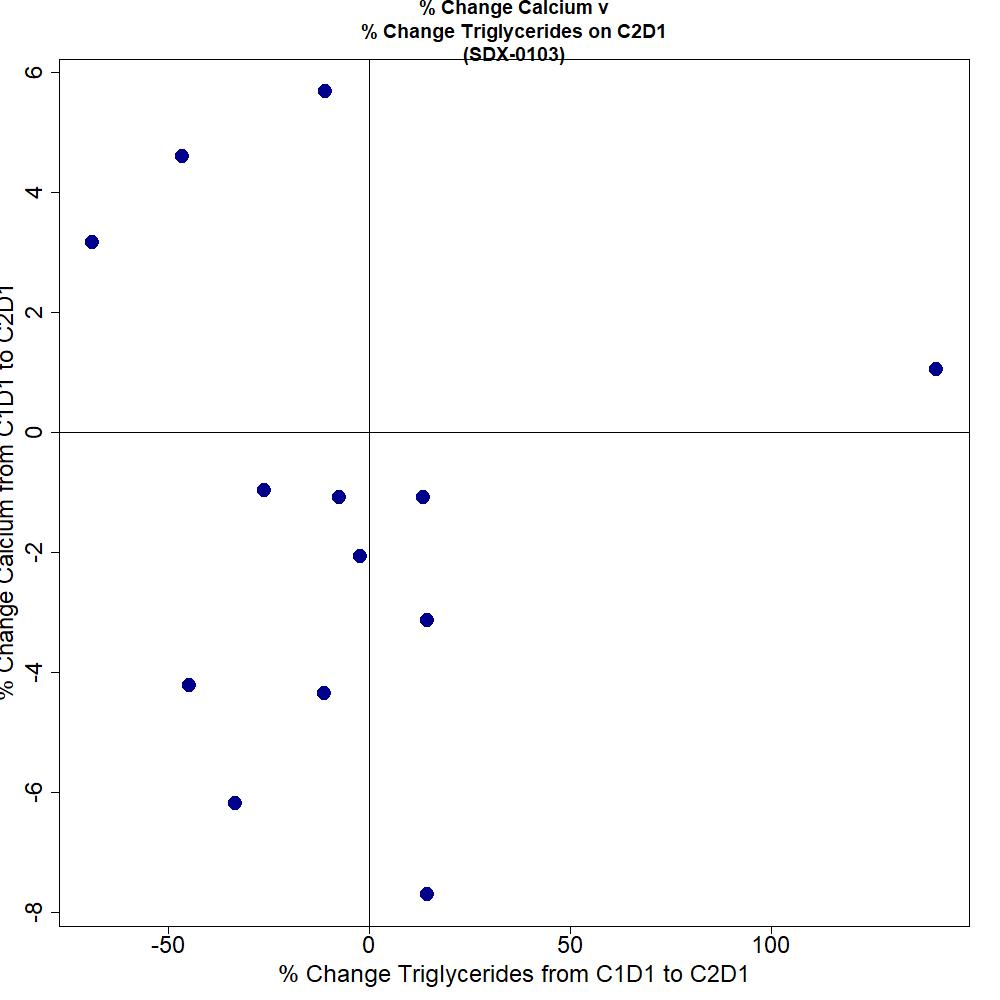 % Change Calcium v
% Change Triglycerides on C2D1
(SDX-0103)
% Change Calcium from C1D1 to C2D1
6
4
2
0
-2
-4
-6
-8
-50
0
50
100
% Change Triglycerides from C1D1 to C2D1